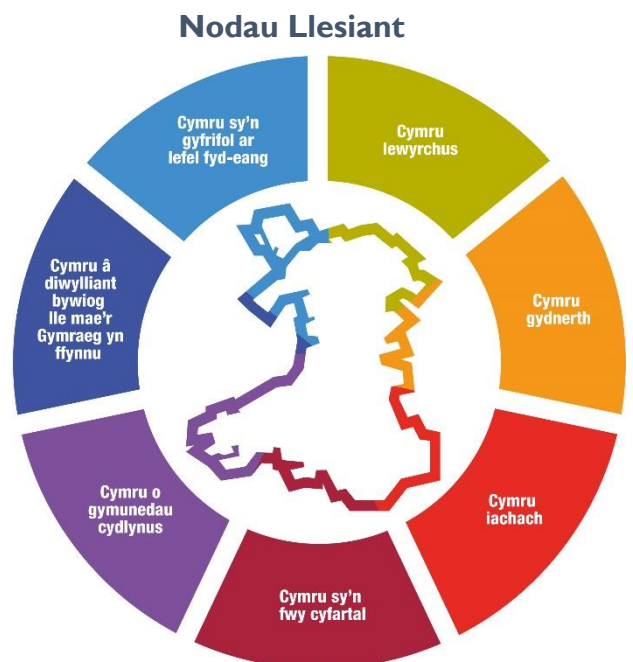 Nodau Llesiant
Cymru sy'n
gyfrifol ar
lefel fyd-eang
Cymru
lewyrchus
Cymru
gydnerth
Cymru
iachach
Cymru sy'n
fwy cyfartal
Cymru o
gymunedau
cydlynus
Cymru â
diwylliant
bywiog
lle mae'r
Gymraeg yn
ffynnu